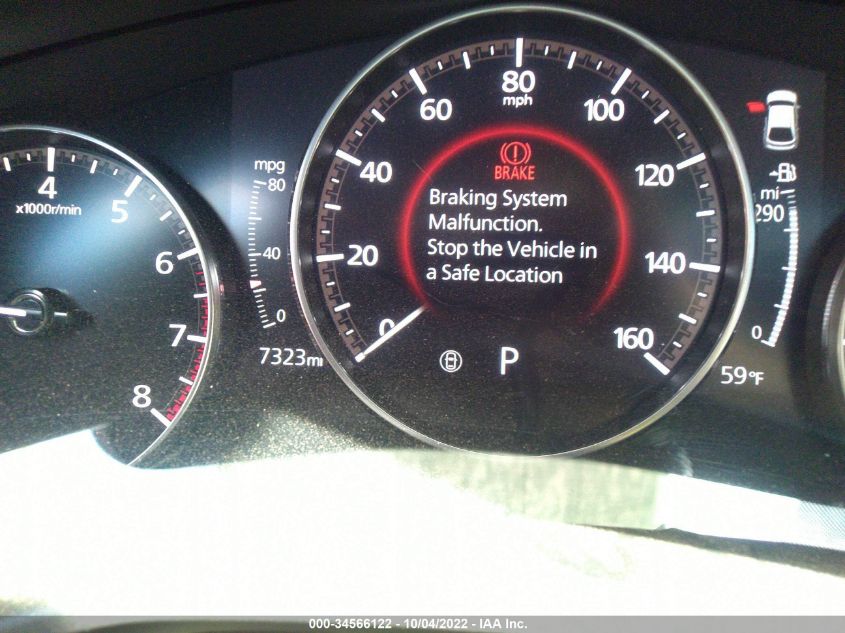 4
x1000r/min
5
6
7
8
mpg
80
40
0
7323mi
0
20
40
60
80
mph
100
120
140
160
BRAKE
Braking System
Malfunction.
Stop the Vehicle in
a Safe Location
P
mi
290
0
59°F
000-34566122 - 10/04/2022 - IAA Inc.